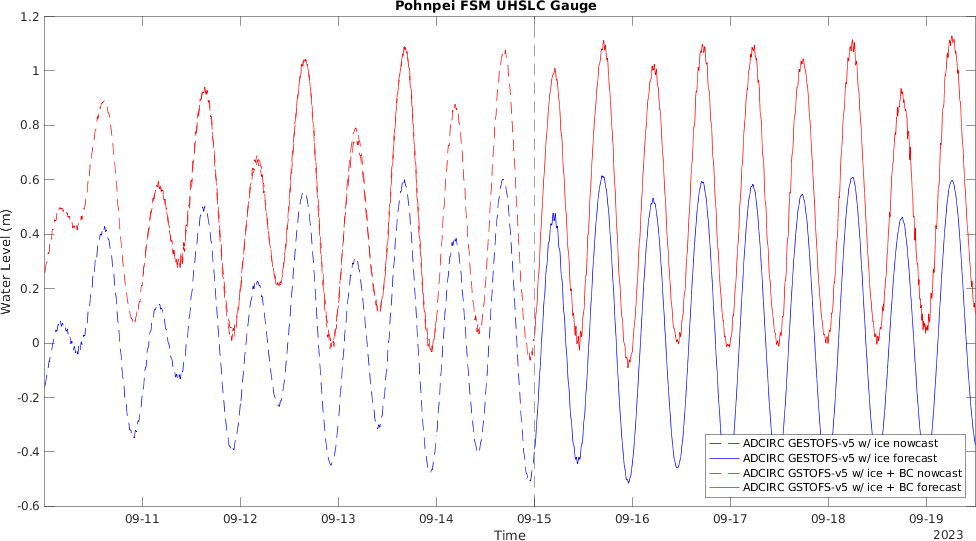 Pohnpei FSM UHSLC Gauge
1.2
1
0.8
0.6
0.4
0.2
0
-0.2
-0.4
-0.6
Water Level (m)
ADCIRC GESTOFS-v5 w/ ice nowcast
ADCIRC GESTOFS-v5 w/ ice forecast
ADCIRC GSTOFS-v5 w/ ice + BC nowcast
ADCIRC GSTOFS-v5 w/ ice + BC forecast
09-11 09-12 09-13 09-14 09-15 09-16 09-17 09-18 09-19
Time
2023